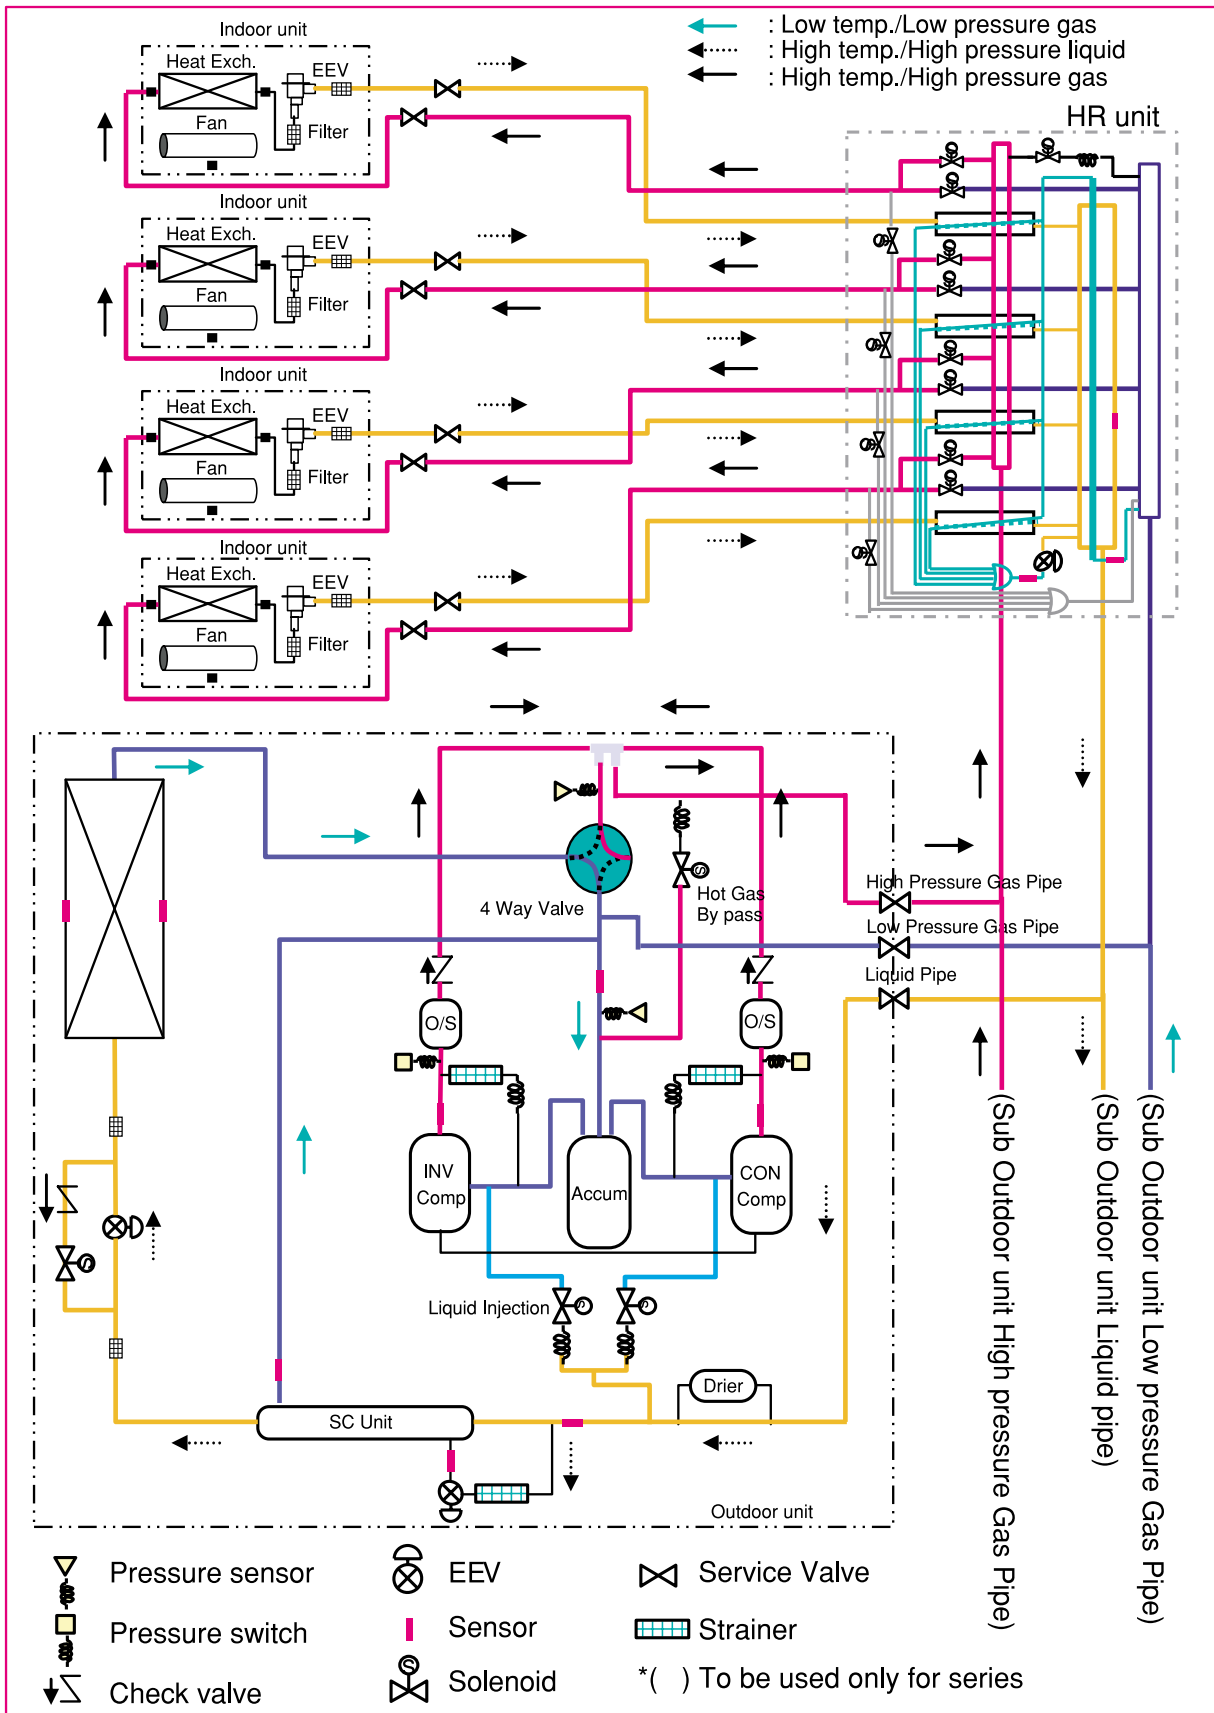 : Low temp./Low pressure gas
: High temp./High pressure liquid
: High temp./High pressure gas
HR unit
Indoor unit
Heat Exch.
EEV
Fan
Filter
Indoor unit
Heat Exch.
EEV
Fan
Filter
Indoor unit
Heat Exch.
EEV
Fan
Filter
Indoor unit
Heat Exch.
EEV
Fan
Filter
4 Way Valve
Hot Gas
By pass
High Pressure Gas Pipe
Low Pressure Gas Pipe
Liquid Pipe
O/S
O/S
INV
Comp
Accum
CON
Comp
Liquid Injection
Drier
SC Unit
Outdoor unit
(Sub Outdoor unit High pressure Gas Pipe)
(Sub Outdoor unit Liquid pipe)
(Sub Outdoor unit Low pressure Gas Pipe)
Pressure sensor
EEV
Service Valve
Pressure switch
Sensor
Strainer
Check valve
S
Solenoid
*( ) To be used only for series